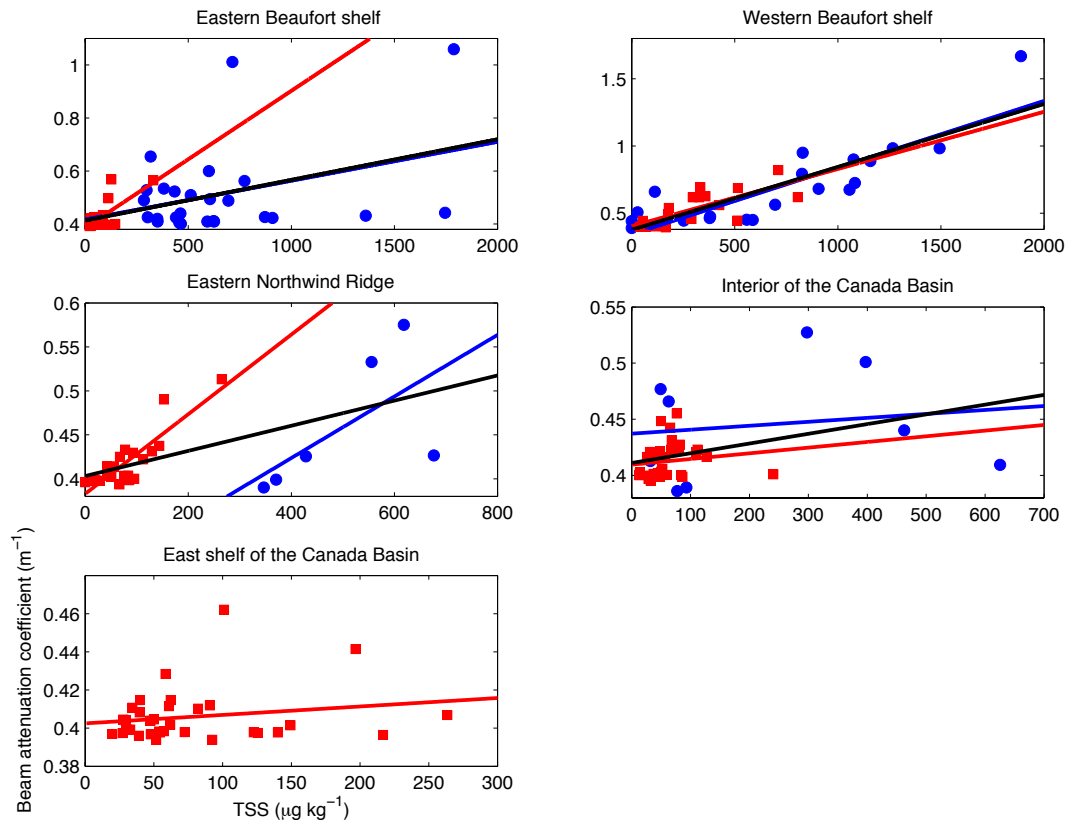 Eastern Beaufort shelf
1
0.8
0.6
0.4
0 500 1000 1500 2000
Western Beaufort shelf
1.5
1
0.5
0 500 1000 1500 2000
Eastern Northwind Ridge
0.6
0.55
0.5
0.45
0.4
0 200 400 600 800
Interior of the Canada Basin
0.55
0.5
0.45
0.4
0 100 200 300 400 500 600 700
East shelf of the Canada Basin
0.46
0.44
0.42
0.4
0.38
0 50 100 150 200 250 300
TSS (μg kg⁻¹)
Beam attenuation coefficient (m⁻¹)